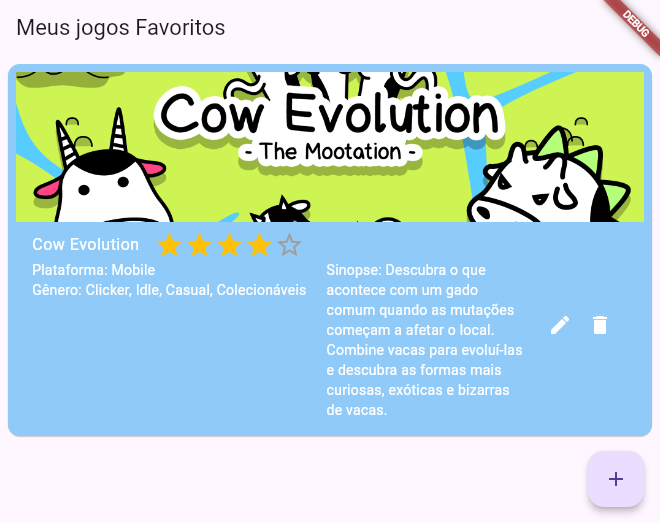 Meus jogos Favoritos
DEBUG
Cow Evolution
- The Mootation -
Cow Evolution
Plataforma: Mobile
Gênero: Clicker, Idle, Casual, Colecionáveis
Sinopse: Descubra o que
acontece com um gado
comum quando as mutações
começam a afetar o local.
Combine vacas para evoluí-las
e descubra as formas mais
curiosas, exóticas e bizarras
de vacas.